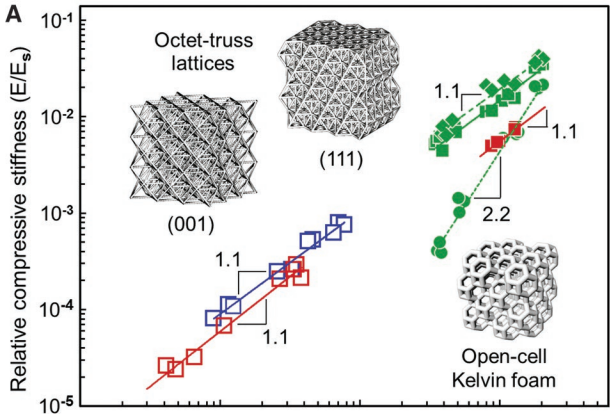 A
Relative compressive stiffness (E/Es)
10-1
10-2
10-3
10-4
10-5
Octet-truss
lattices
(001)
(111)
1.1
1.1
2.2
1.1
1.1
Open-cell
Kelvin foam